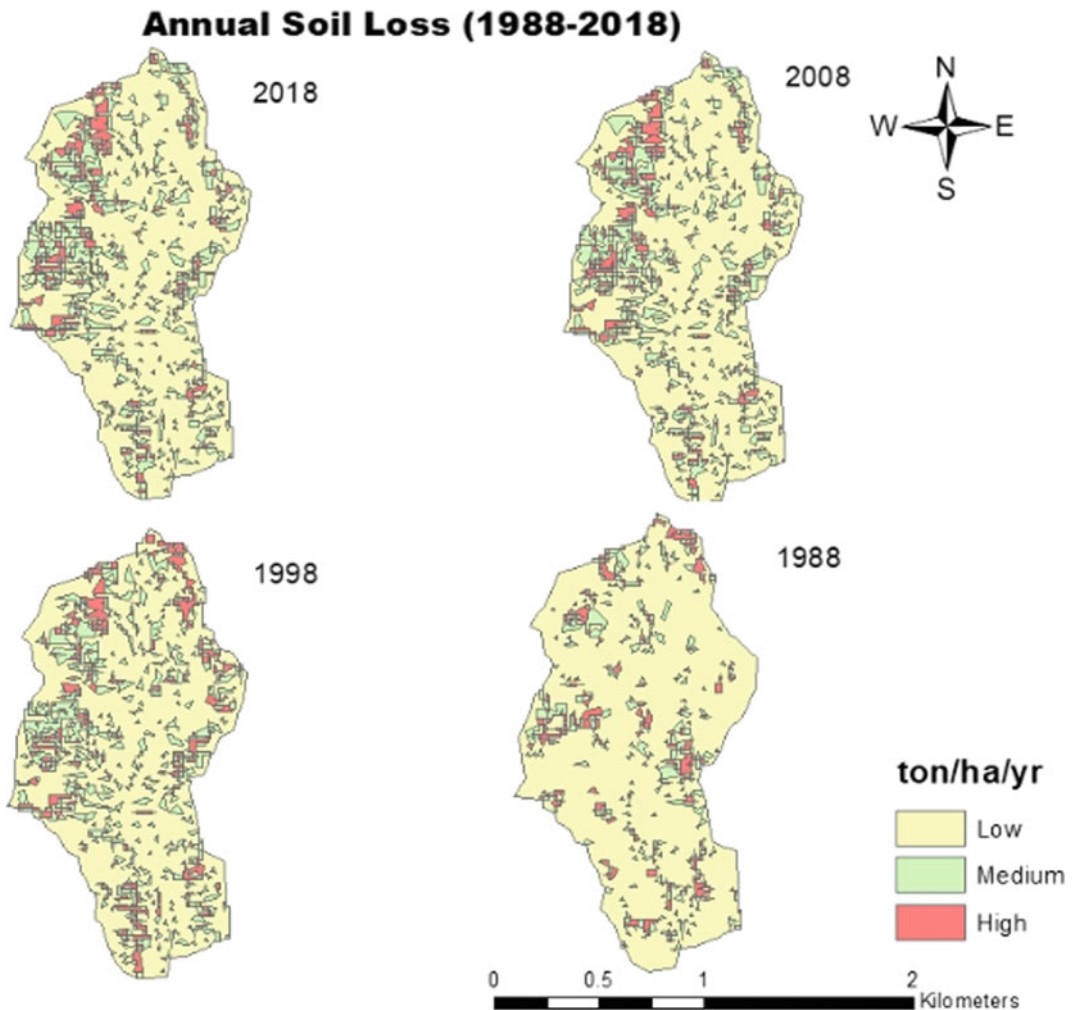 Annual Soil Loss (1988-2018)
2018
2008
N
W E
S
1998
1988
ton/ha/yr
Low
Medium
High
0 0.5 1 2
Kilometers